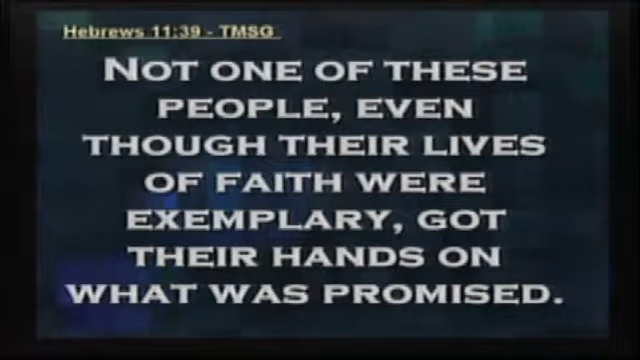 Hebrews 11:39 - TMSG
NOT ONE OF THESE
PEOPLE, EVEN
THOUGH THEIR LIVES
OF FAITH WERE
EXEMPLARY, GOT
THEIR HANDS ON
WHAT WAS PROMISED.